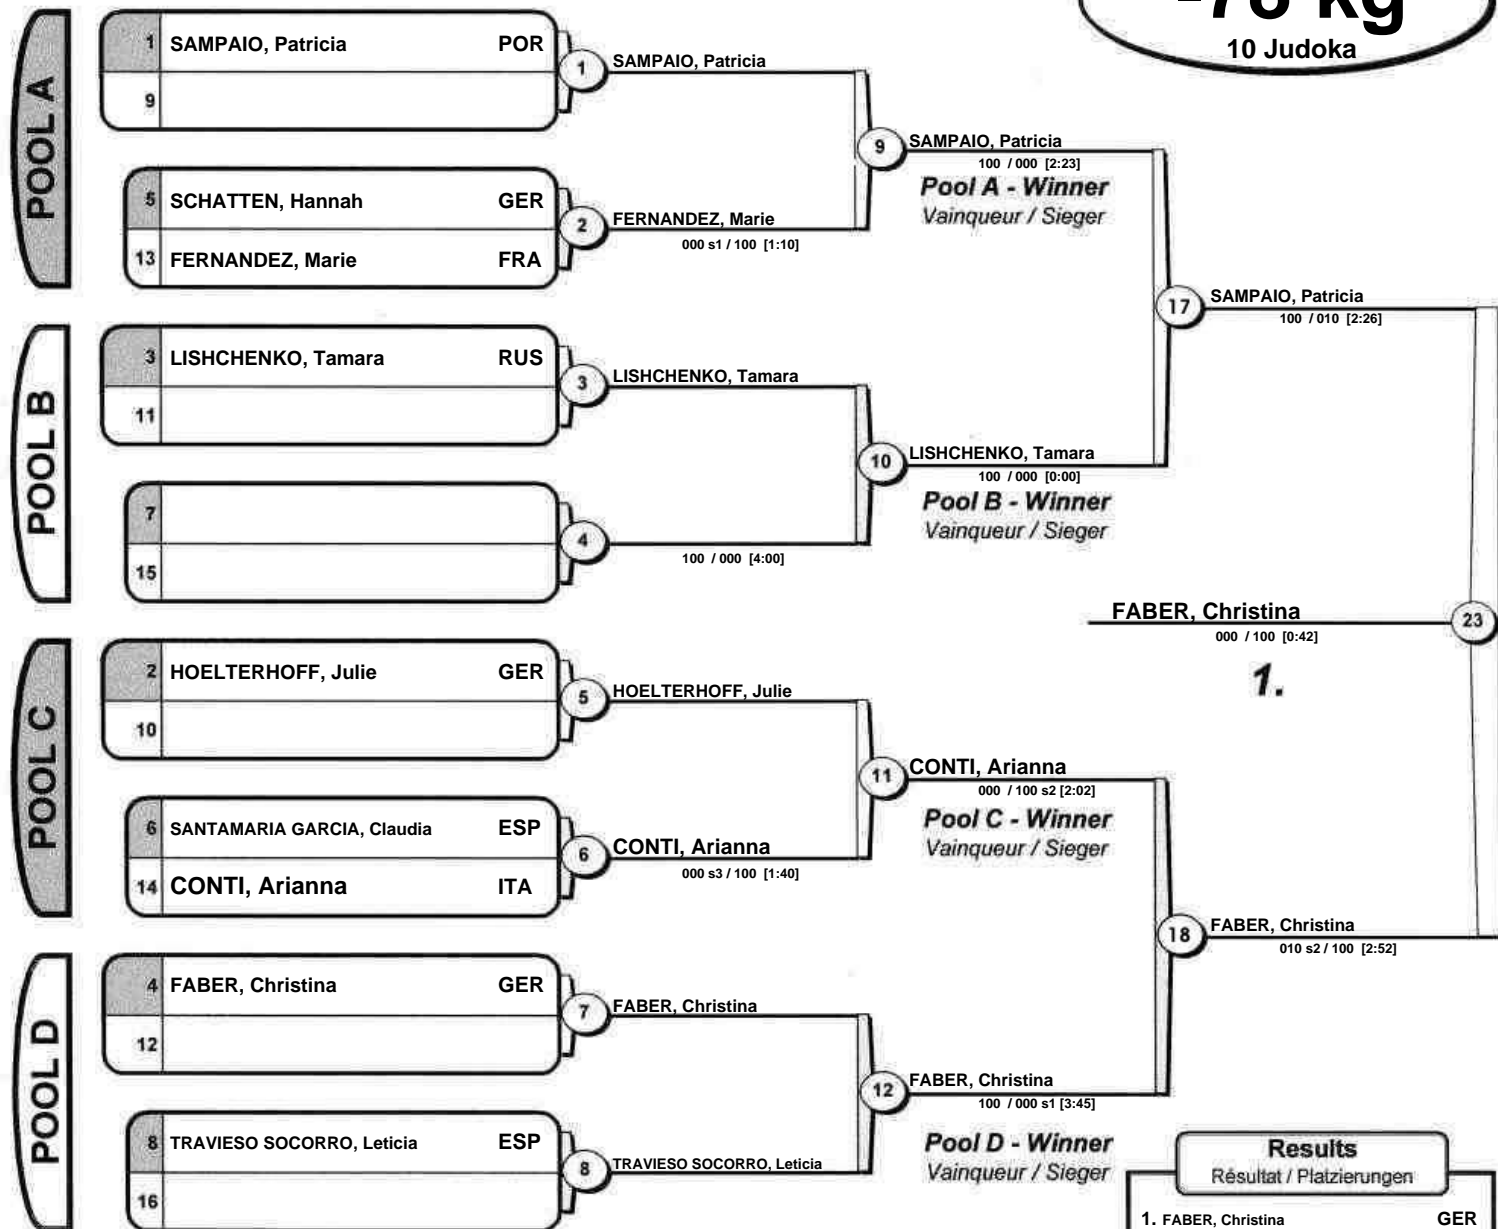 -78 kg
10 Judoka
POOL A
1 SAMPAIO, Patricia POR
9
1 SAMPAIO, Patricia
5 SCHATTEN, Hannah GER
13 FERNANDEZ, Marie FRA
2 FERNANDEZ, Marie
000 s1 / 100 [1:10]
9 SAMPAIO, Patricia
100 / 000 [2:23]
Pool A - Winner
Vainqueur / Sieger
POOL B
3 LISHCHENKO, Tamara RUS
11
3 LISHCHENKO, Tamara
7
15
4
100 / 000 [4:00]
10 LISHCHENKO, Tamara
100 / 000 [0:00]
Pool B - Winner
Vainqueur / Sieger
17 SAMPAIO, Patricia
100 / 010 [2:26]
FABER, Christina 23
000 / 100 [0:42]
1.
POOL C
2 HOELTERHOFF, Julie GER
10
5 HOELTERHOFF, Julie
6 SANTAMARIA GARCIA, Claudia ESP
14 CONTI, Arianna ITA
6 CONTI, Arianna
000 s3 / 100 [1:40]
11 CONTI, Arianna
000 / 100 s2 [2:02]
Pool C - Winner
Vainqueur / Sieger
18 FABER, Christina
010 s2 / 100 [2:52]
POOL D
4 FABER, Christina GER
12
7 FABER, Christina
8 TRAVIESO SOCORRO, Leticia ESP
16
8 TRAVIESO SOCORRO, Leticia
12 FABER, Christina
100 / 000 s1 [3:45]
Pool D - Winner
Vainqueur / Sieger
Results
Résultat / Platzierungen
1. FABER, Christina GER